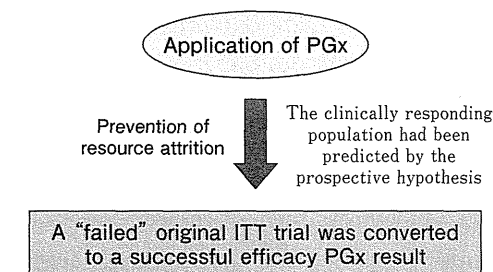 Application of PGx
Prevention of
resource attrition
The clinically responding
population had been
predicted by the
prospective hypothesis
A "failed" original ITT trial was converted
to a successful efficacy PGx result